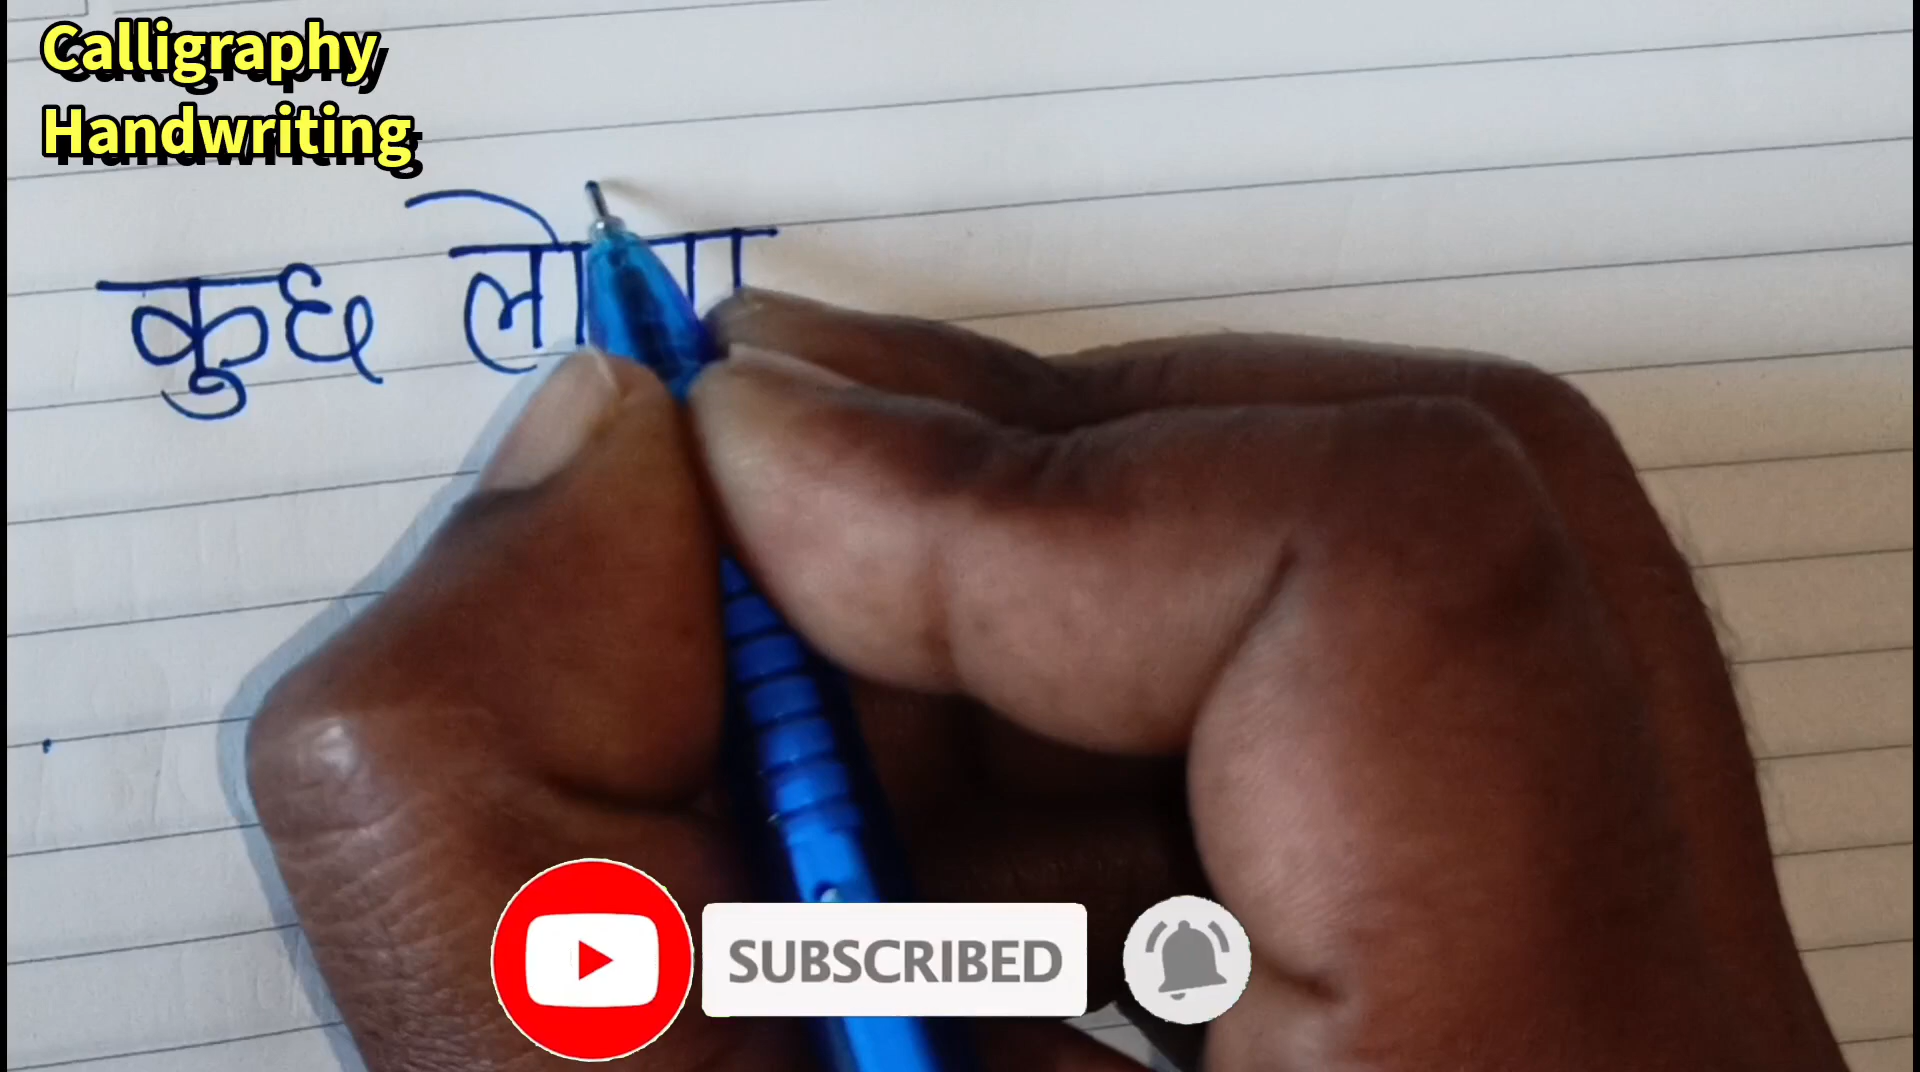 Calligraphy
Handwriting
कुछ लोग
SUBSCRIBED